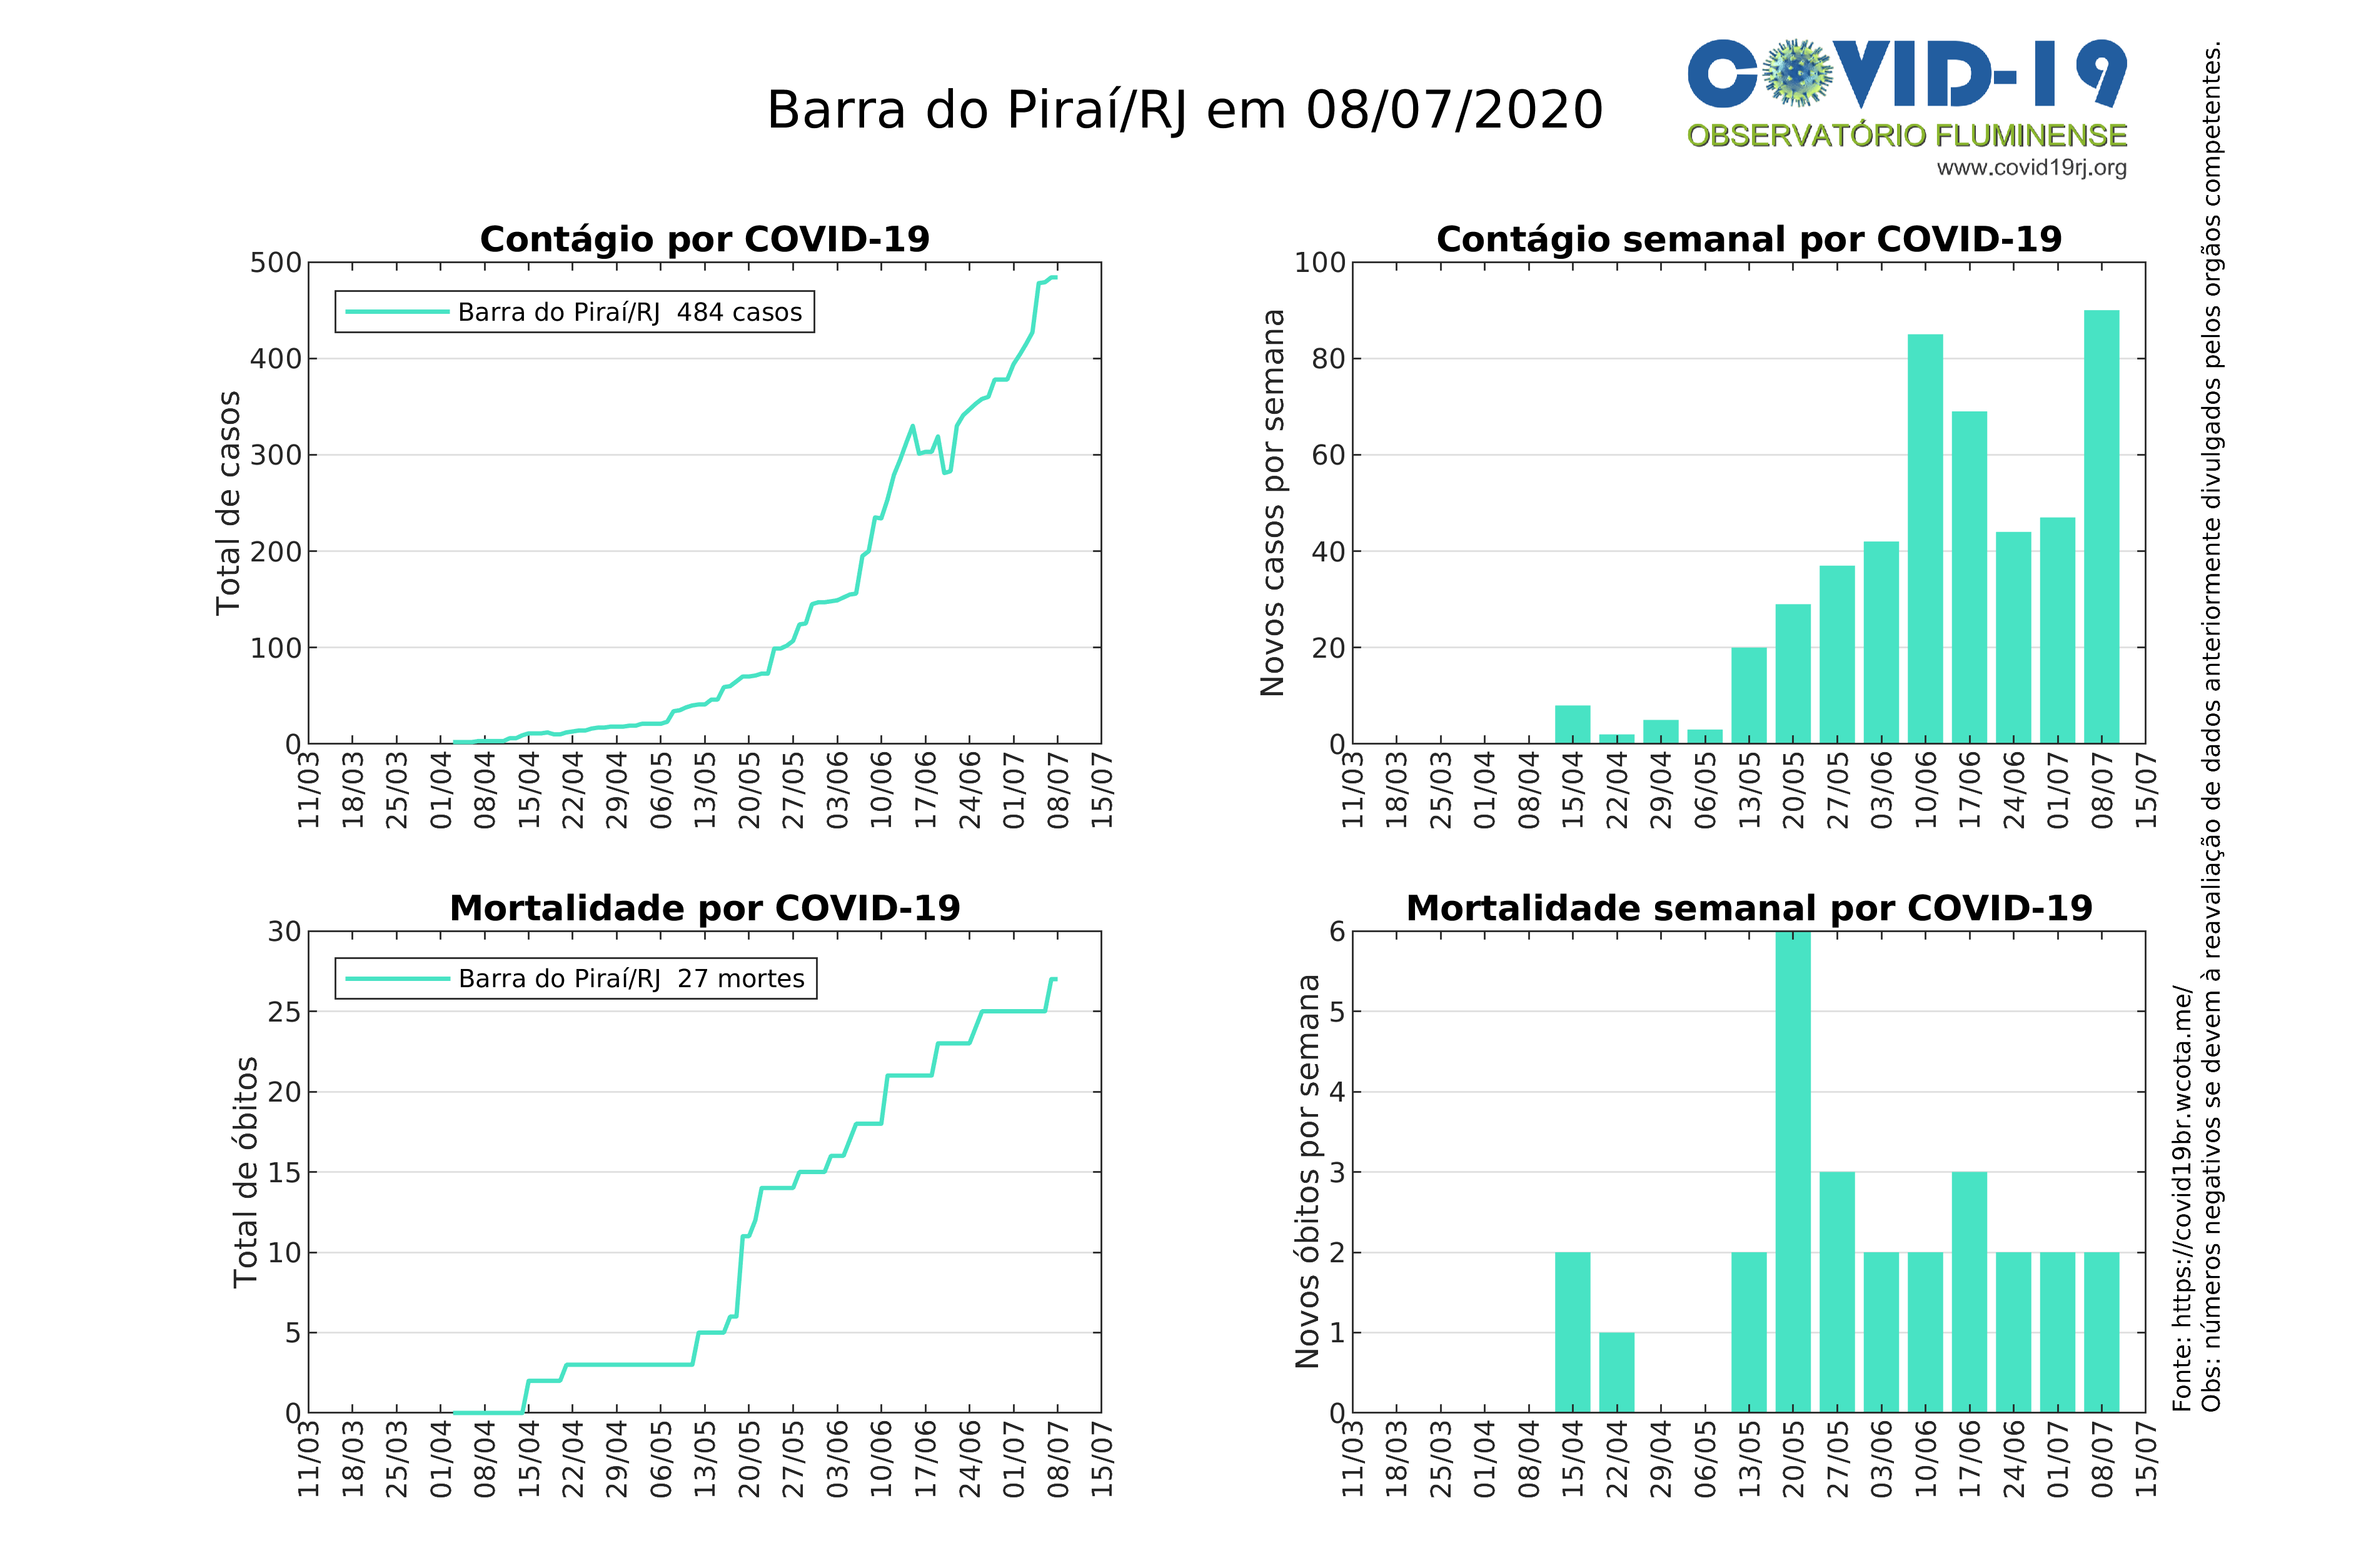 Barra do Piraí/RJ em 08/07/2020
COVID-19
OBSERVATÓRIO FLUMINENSE
www.covid19rj.org
Contágio por COVID-19
Total de casos
500
400
300
200
100
0
Barra do Piraí/RJ 484 casos
11/03 18/03 25/03 01/04 08/04 15/04 22/04 29/04 06/05 13/05 20/05 27/05 03/06 10/06 17/06 24/06 01/07 08/07 15/07
Contágio semanal por COVID-19
Novos casos por semana
100
80
60
40
20
0
11/03 18/03 25/03 01/04 08/04 15/04 22/04 29/04 06/05 13/05 20/05 27/05 03/06 10/06 17/06 24/06 01/07 08/07 15/07
Mortalidade por COVID-19
Total de óbitos
30
25
20
15
10
5
0
Barra do Piraí/RJ 27 mortes
11/03 18/03 25/03 01/04 08/04 15/04 22/04 29/04 06/05 13/05 20/05 27/05 03/06 10/06 17/06 24/06 01/07 08/07 15/07
Mortalidade semanal por COVID-19
Novos óbitos por semana
6
5
4
3
2
1
0
11/03 18/03 25/03 01/04 08/04 15/04 22/04 29/04 06/05 13/05 20/05 27/05 03/06 10/06 17/06 24/06 01/07 08/07 15/07
Fonte: https://covid19br.wcota.me/
Obs: números negativos se devem à reavaliação de dados anteriormente divulgados pelos orgãos competentes.